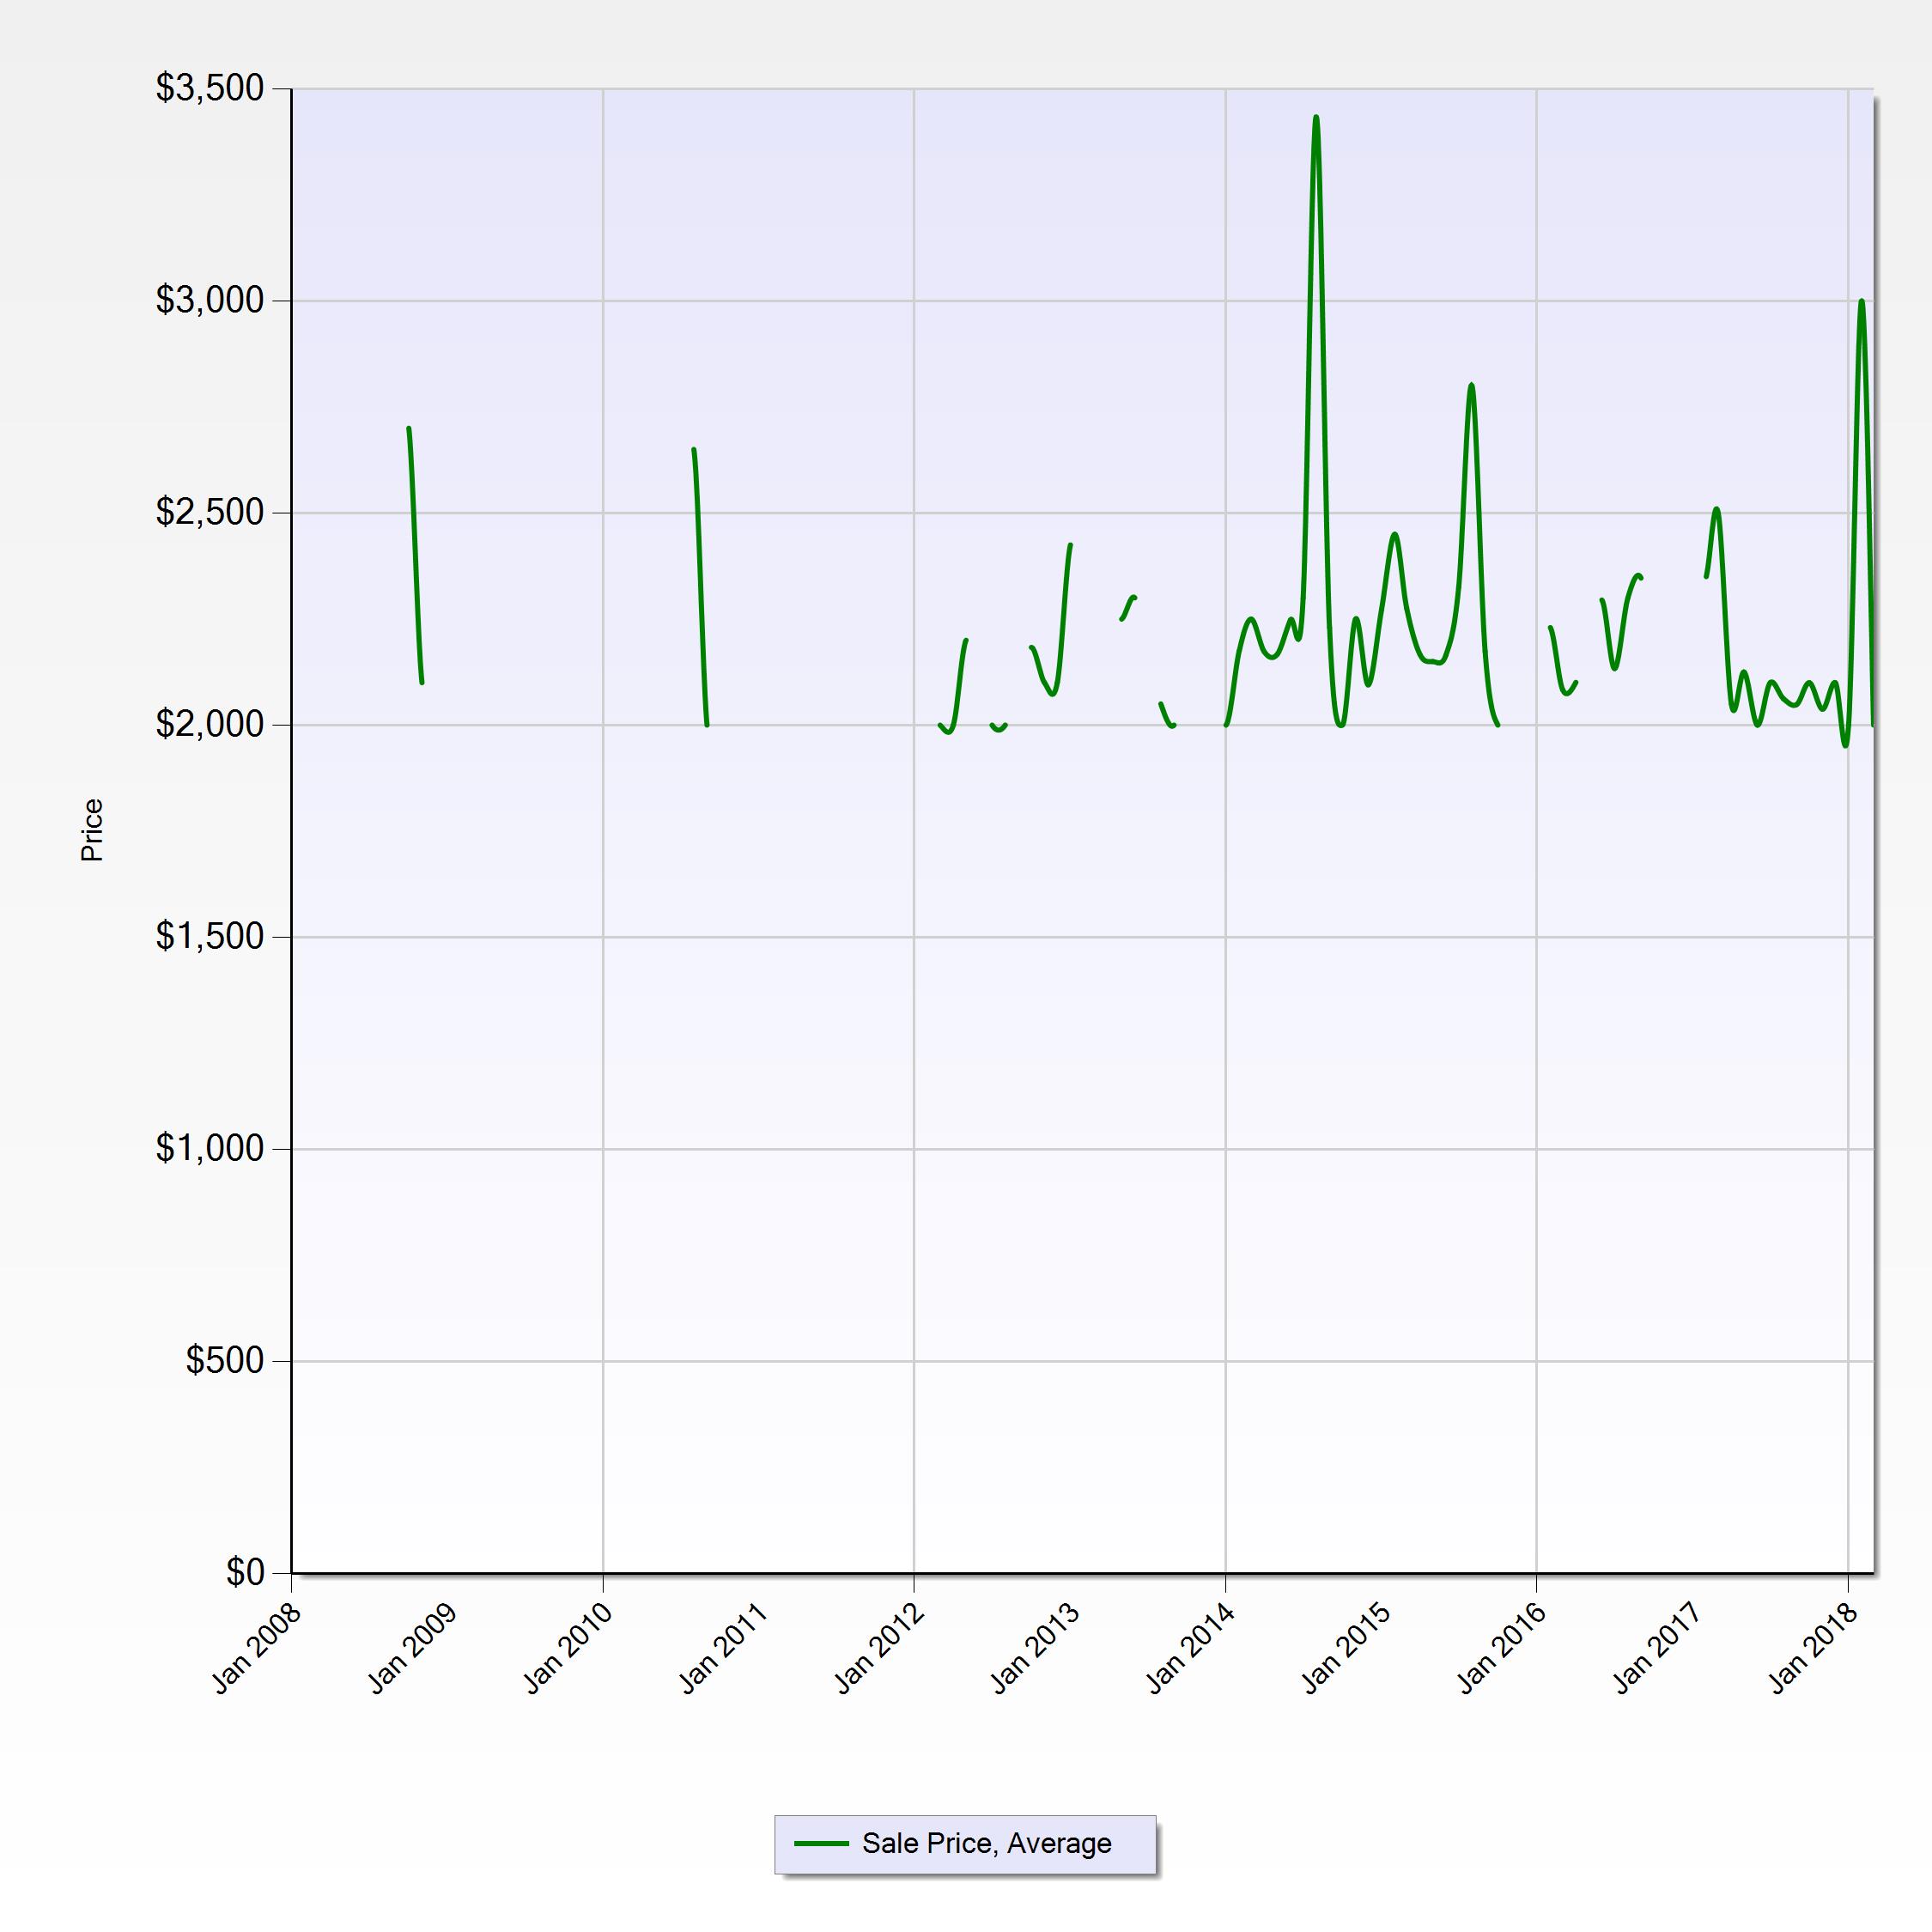 $3,500
$3,000
$2,500
$2,000
$1,500
$1,000
$500
$0
Price
Jan 2008
Jan 2009
Jan 2010
Jan 2011
Jan 2012
Jan 2013
Jan 2014
Jan 2015
Jan 2016
Jan 2017
Jan 2018
Sale Price, Average